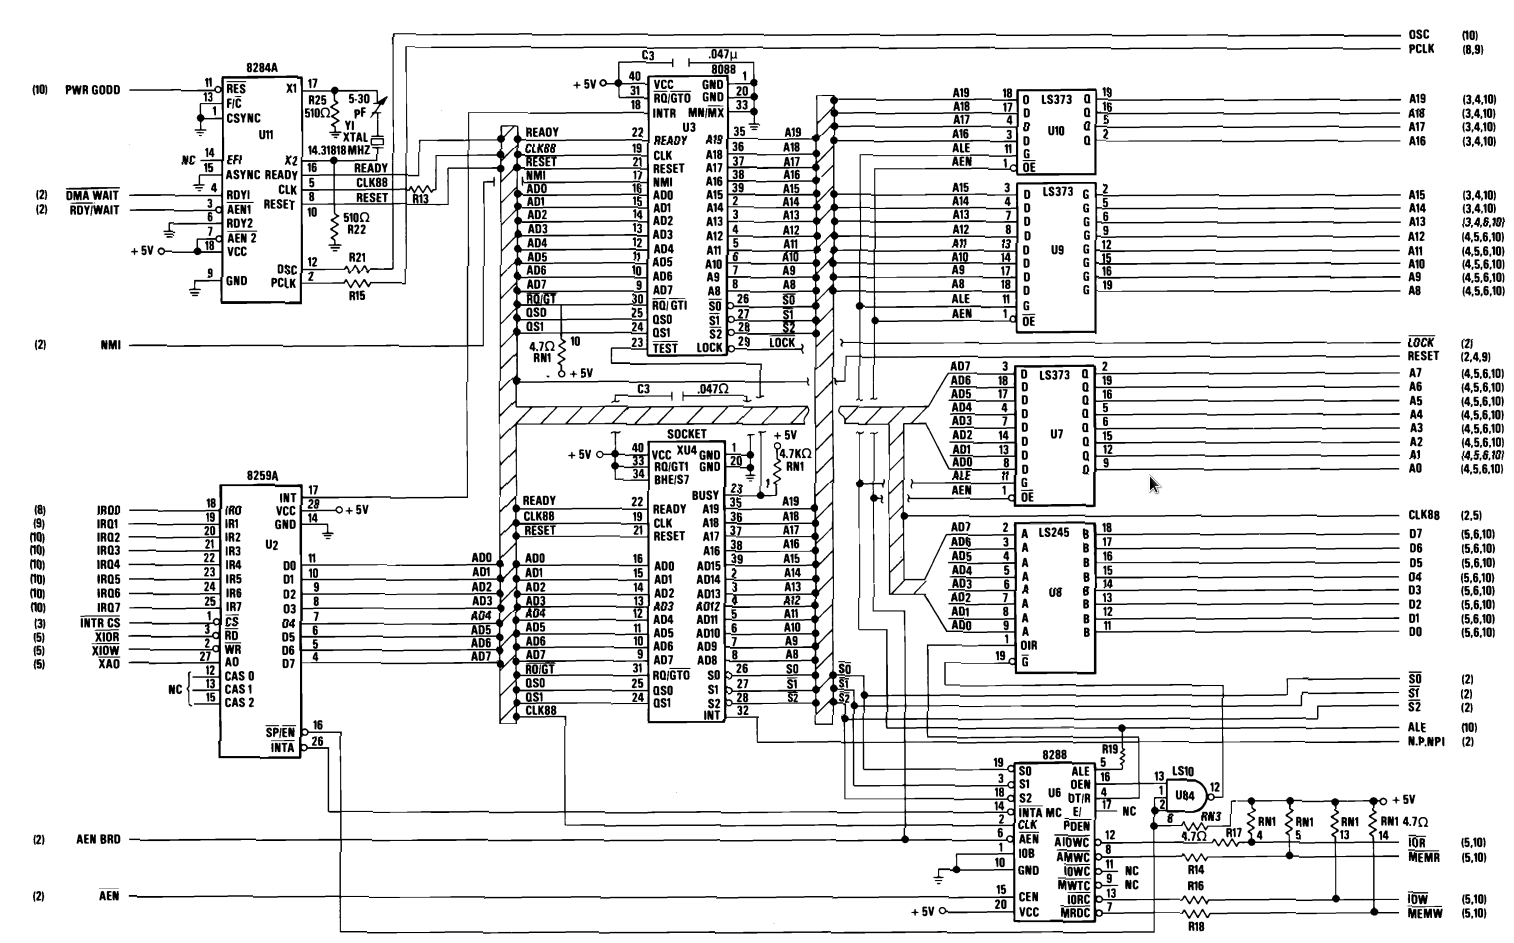 OSC (10)
PCLK (8,9)
C3 .047µ
8284A
8088
(10) PWR GODD
11 RES X1 17
13 F/C
1 CSYNC
U11
R25 510Ω
5-30 pF
Y1 XTAL
14.31818MHZ
NC 14 EFI X2
15 ASYNC READY 16 READY
(2) DMA WAIT 4 RDYI CLK 5 CLK88 R13
(2) RDY/WAIT 3 AEN1 RESET 8 RESET
6 RDY2 10
7 AEN 2
+ 5V 18 VCC
510Ω R22
9 GND
OSC 12 R21
PCLK 2 R15
(2) NMI
+ 5V 40 VCC GND 1
31 RQ/GTO GND 20
18 INTR MN/MX 33
U3
READY 22 READY A19 35 A19
CLK88 19 CLK A18 36 A18
RESET 21 RESET A17 37 A17
NMI 17 NMI A16 38 A16
AD0 16 AD0 A15 39 A15
AD1 15 AD1 A14 2 A14
AD2 14 AD2 A13 3 A13
AD3 13 AD3 A12 4 A12
AD4 12 AD4 A11 5 A11
AD5 11 AD5 A10 6 A10
AD6 10 AD6 A9 7 A9
AD7 9 AD7 A8 8 A8
RQ/GT 30 RQ/GTI S0 26 S0
QSD 25 QS0 S1 27 S1
QS1 24 QS1 S2 28 S2
23 TEST LOCK 29 LOCK
4.7Ω RN1 10
+ 5V
C3 .047Ω
A19 18 D LS373 Q 19 A19 (3,4,10)
A18 17 D Q 16 A18 (3,4,10)
A17 4 D U10 Q 5 A17 (3,4,10)
A16 3 D Q 2 A16 (3,4,10)
ALE 11 G
AEN 1 OE
A15 3 D LS373 G 2 A15 (3,4,10)
A14 4 D G 5 A14 (3,4,10)
A13 7 D G 6 A13 (3,4,6,10)
A12 8 D G 9 A12 (4,5,6,10)
A11 13 D U9 G 12 A11 (4,5,6,10)
A10 14 D G 15 A10 (4,5,6,10)
A9 17 D G 16 A9 (4,5,6,10)
A8 18 D G 19 A8 (4,5,6,10)
ALE 11 G
AEN 1 OE
LOCK (2)
RESET (2,4,9)
AD7 3 D LS373 Q 2 A7 (4,5,6,10)
AD6 18 D Q 19 A6 (4,5,6,10)
AD5 17 D Q 16 A5 (4,5,6,10)
AD4 4 D Q 5 A4 (4,5,6,10)
AD3 7 D U7 Q 6 A3 (4,5,6,10)
AD2 14 D Q 15 A2 (4,5,6,10)
AD1 13 D Q 12 A1 (4,5,6,10)
AD0 8 D Q 9 A0 (4,5,6,10)
ALE 11 G
AEN 1 OE
CLK88 (2,5)
AD7 2 A LS245 B 18 D7 (5,6,10)
AD6 3 A B 17 D6 (5,6,10)
AD5 4 A B 16 D5 (5,6,10)
AD4 5 A B 15 D4 (5,6,10)
AD3 6 A U8 B 14 D3 (5,6,10)
AD2 7 A B 13 D2 (5,6,10)
AD1 8 A B 12 D1 (5,6,10)
AD0 9 A B 11 D0 (5,6,10)
1 DIR
19 G
SOCKET
XU4
+ 5V 40 VCC GND 1
33 RQ/GT1 GND 20
34 BHE/S7
+ 5V
4.7KΩ RN1
1
BUSY 23
READY 22 READY A19 35 A19
CLK88 19 CLK A18 36 A18
RESET 21 RESET A17 37 A17
A16 38 A16
AD15 39 A15
AD0 16 AD0 AD14 2 A14
AD1 15 AD1 AD13 3 A13
AD2 14 AD2 AD12 4 A12
AD3 13 AD3 AD11 5 A11
AD4 12 AD4 AD10 6 A10
AD5 11 AD5 AD9 7 A9
AD6 10 AD6 AD8 8 A8
AD7 9 AD7
RQ/GT 31 RQ/GTO S0 26 S0
QS0 25 QS0 S1 27 S1
QS1 24 QS1 S2 28 S2
CLK88 INT 32
8259A
INT 17
VCC 28 + 5V
GND 14
U2
(8) IRQ0 18 IR0
(9) IRQ1 19 IR1
(10) IRQ2 20 IR2
(10) IRQ3 21 IR3
(10) IRQ4 22 IR4 D0 11 AD0
(10) IRQ5 23 IR5 D1 10 AD1
(10) IRQ6 24 IR6 D2 9 AD2
(10) IRQ7 25 IR7 D3 8 AD3
(3) INTR CS 1 CS D4 7 AD4
(5) XIOR 3 RD D5 6 AD5
(5) XIOW 2 WR D6 5 AD6
(5) XAO 27 AO D7 4 AD7
NC 12 CAS 0
13 CAS 1
15 CAS 2
SP/EN 16
INTA 26
S0 S1 S2
S0 (2)
S1 (2)
S2 (2)
ALE (10)
N.P.NPI (2)
8288
U6
19 S0 ALE 5 R19
3 S1 DEN 16
18 S2 DT/R 4
14 INTA MC E/ 17 NC
2 CLK PDEN
6 AEN AIOWC 12
1 IOB AMWC 8
10 GND IOWC 11 NC
MWTC 9 NC
15 CEN IORC 13
20 VCC MRDC 7
+ 5V
LS10
13 1 2 U84 12
8 RN3 4.7Ω
R17
R14
R16
R18
RN1 4
RN1 5
RN1 13
RN1 4.7Ω 14
+ 5V
IOR (5,10)
MEMR (5,10)
IOW (5,10)
MEMW (5,10)
(2) AEN BRD
(2) AEN